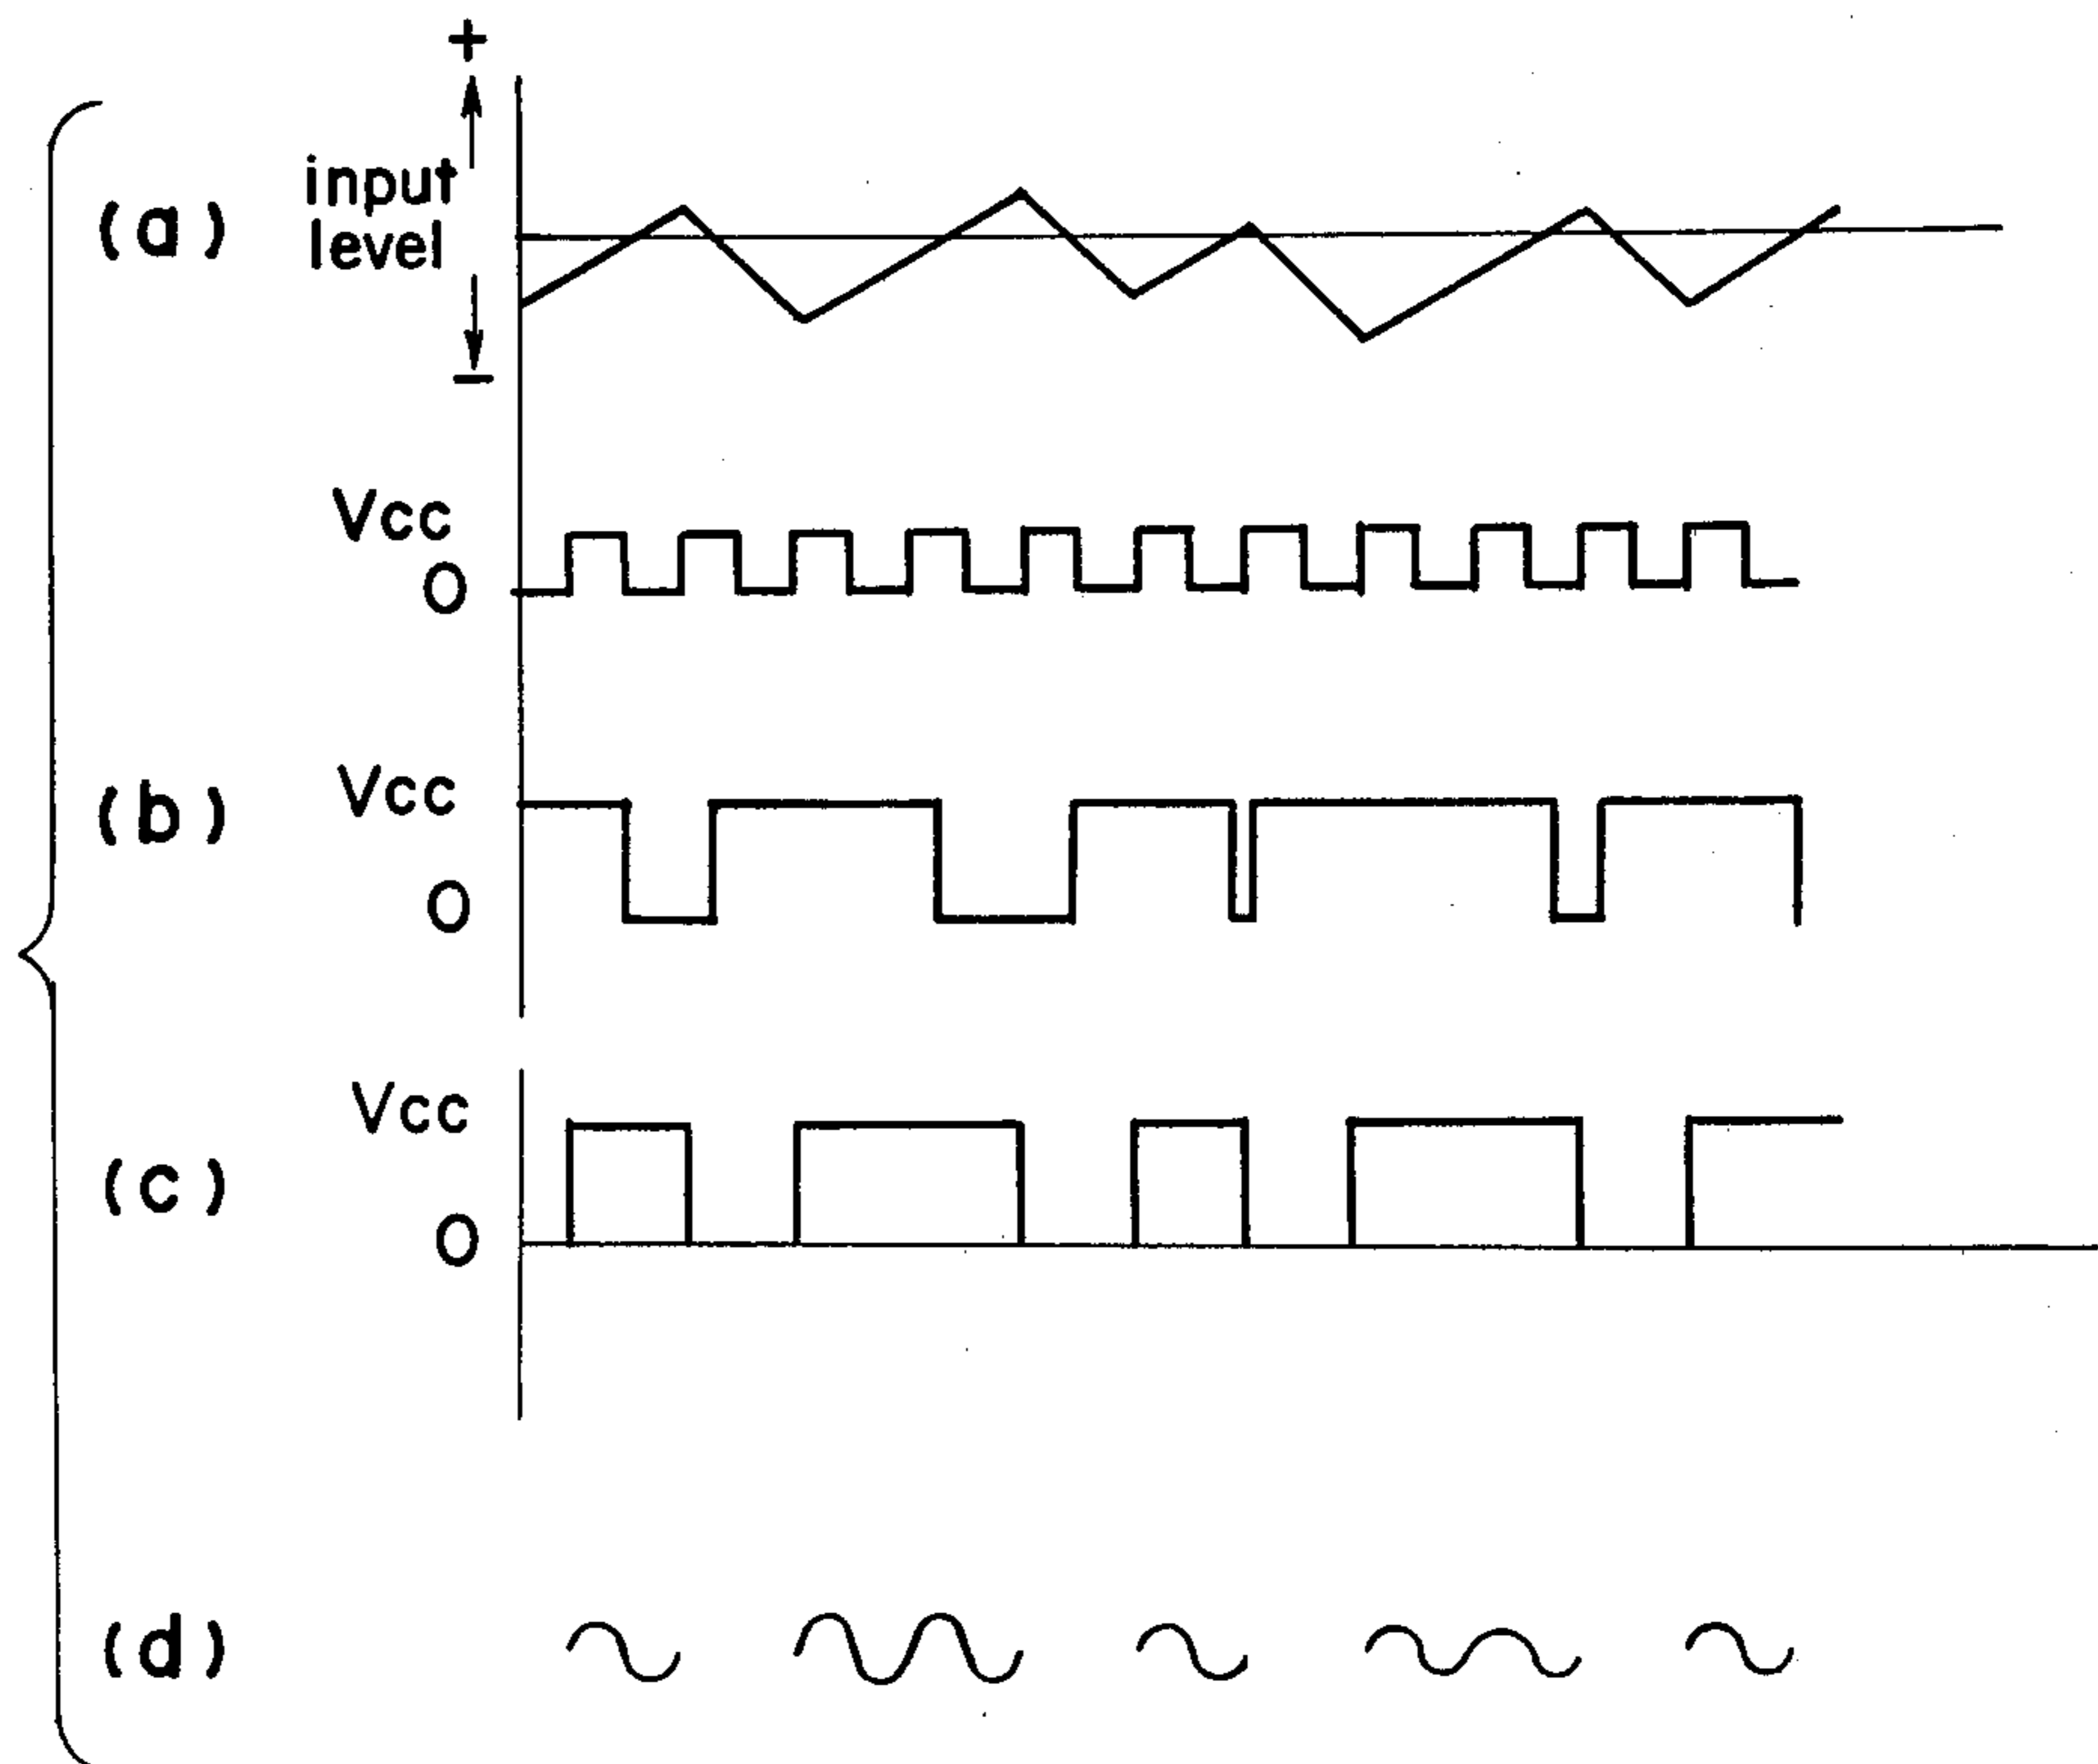 +
(a)
input
level
−
Vcc
O
(b)
Vcc
O
(c)
Vcc
O
(d)